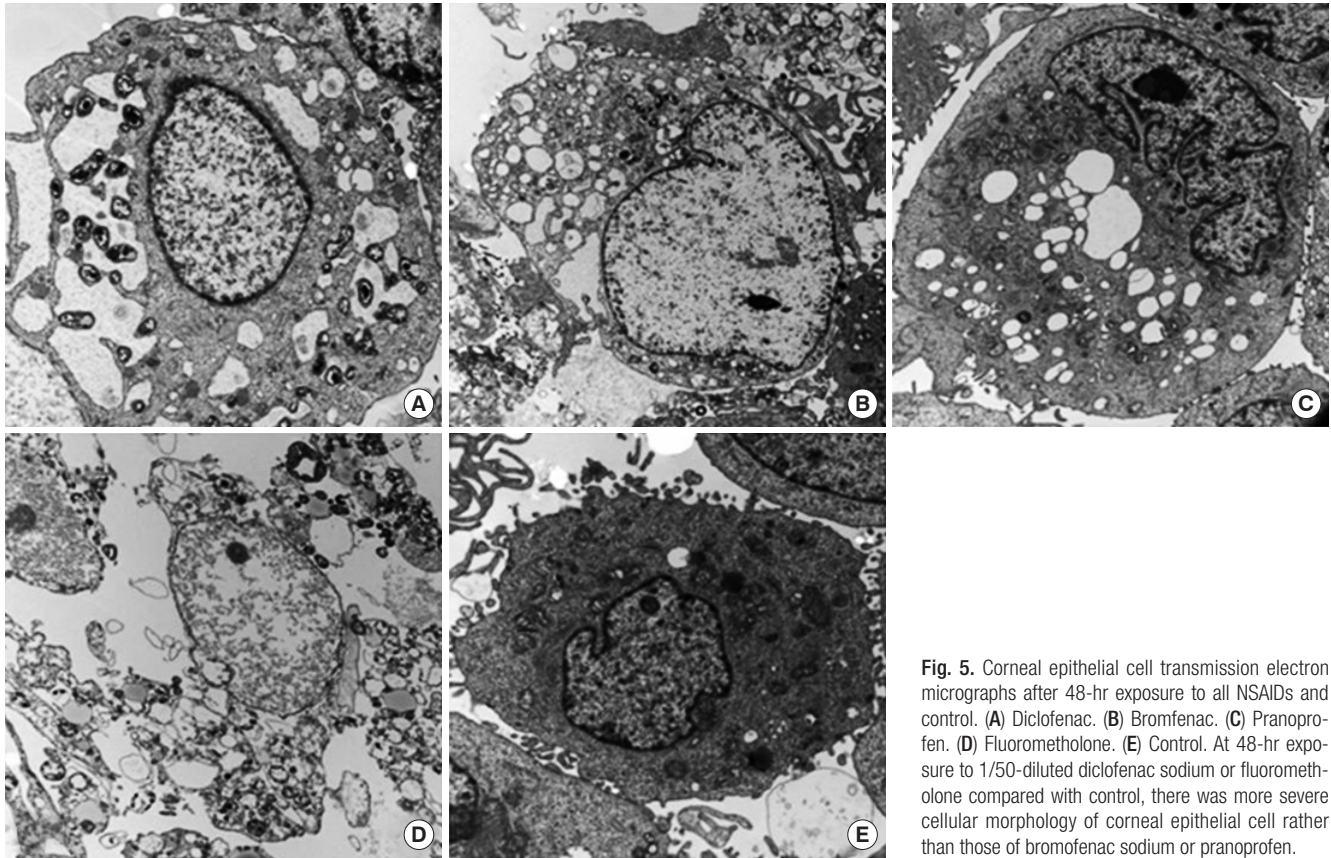 A
B
C
D
E
Fig. 5. Corneal epithelial cell transmission electron
micrographs after 48-hr exposure to all NSAIDs and
control. (A) Diclofenac. (B) Bromfenac. (C) Pranopro-
fen. (D) Fluorometholone. (E) Control. At 48-hr expo-
sure to 1/50-diluted diclofenac sodium or fluorometh-
olone compared with control, there was more severe
cellular morphology of corneal epithelial cell rather
than those of bromofenac sodium or pranoprofen.